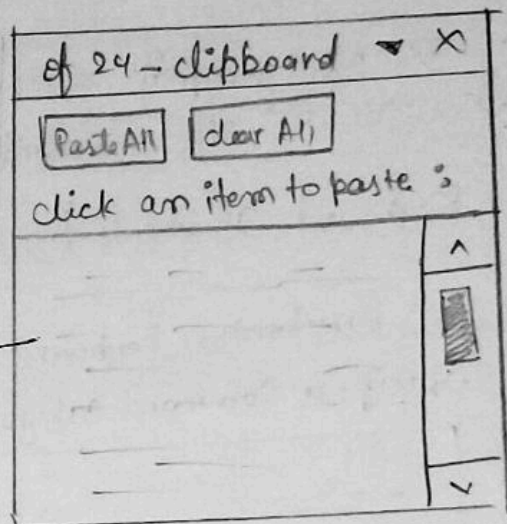 of 24 - clipboard ▾ X
Paste All clear All
click an item to paste :